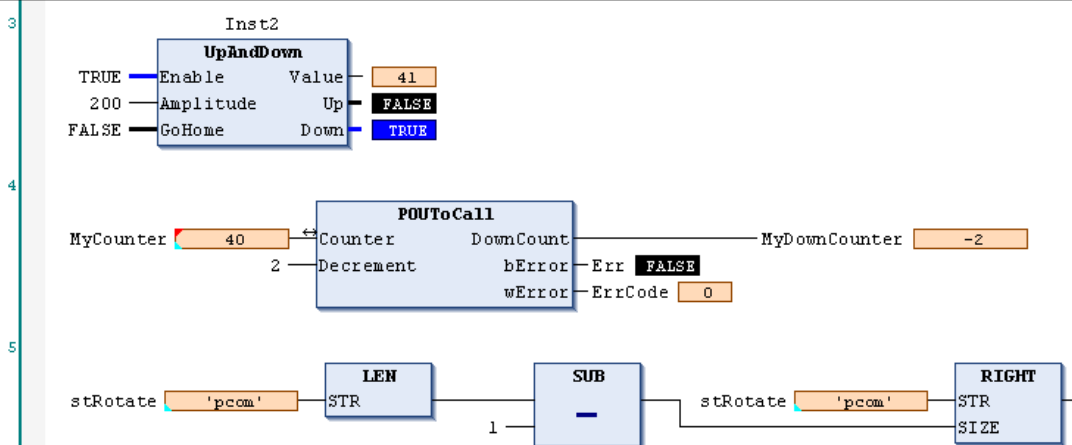 3
Inst2
UpAndDown
TRUE Enable Value 41
200 Amplitude Up FALSE
FALSE GoHome Down TRUE
4
POUToCall
MyCounter 40 Counter DownCount MyDownCounter -2
2 Decrement bError Err FALSE
wError ErrCode 0
5
LEN SUB RIGHT
stRotate 'pcom' STR stRotate 'pcom' STR
1 SIZE